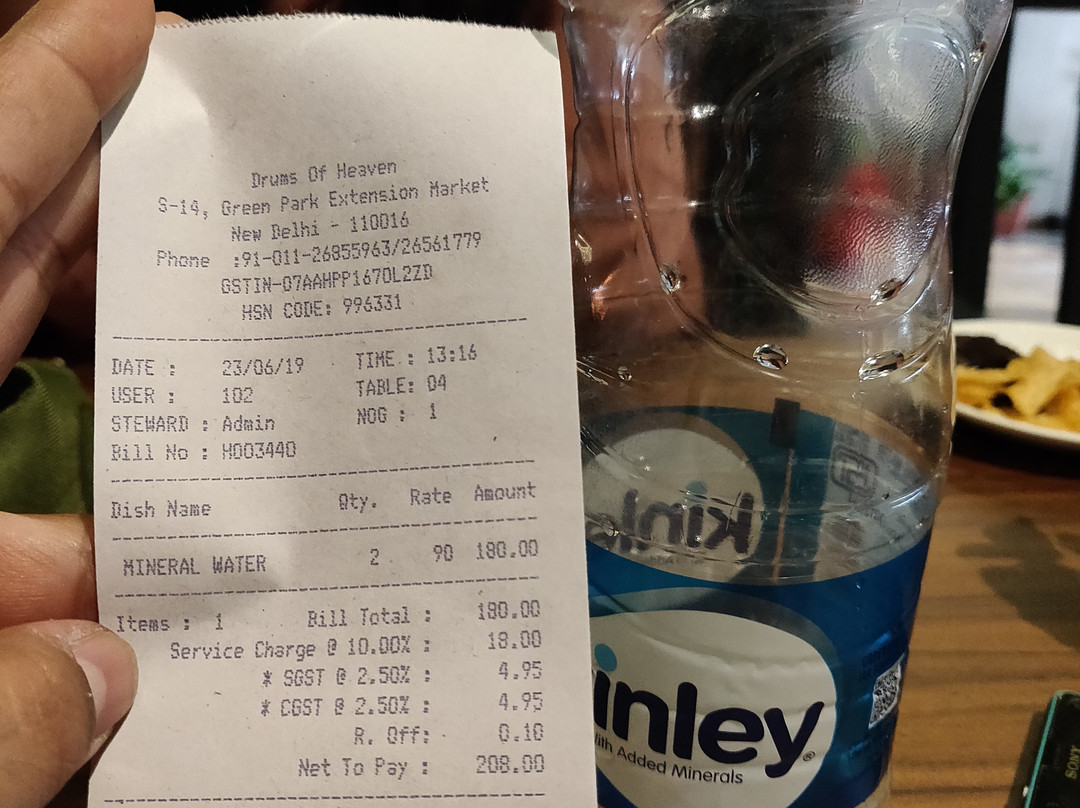 Drums Of Heaven
S-14, Green Park Extension Market
New Delhi - 110016
Phone :91-011-26855963/26561779
GSTIN-07AAHPP1670L2ZD
HSN CODE: 996331
DATE : 23/06/19 TIME : 13:16
USER : 102 TABLE: 04
STEWARD : Admin NOG : 1
Bill No : H003440
Dish Name Qty. Rate Amount
MINERAL WATER 2 90 180.00
Items : 1 Bill Total : 180.00
Service Charge @ 10.00% : 18.00
* SGST @ 2.50% : 4.95
* CGST @ 2.50% : 4.95
R. Off: 0.10
Net To Pay : 208.00
inley
with Added Minerals
SONY